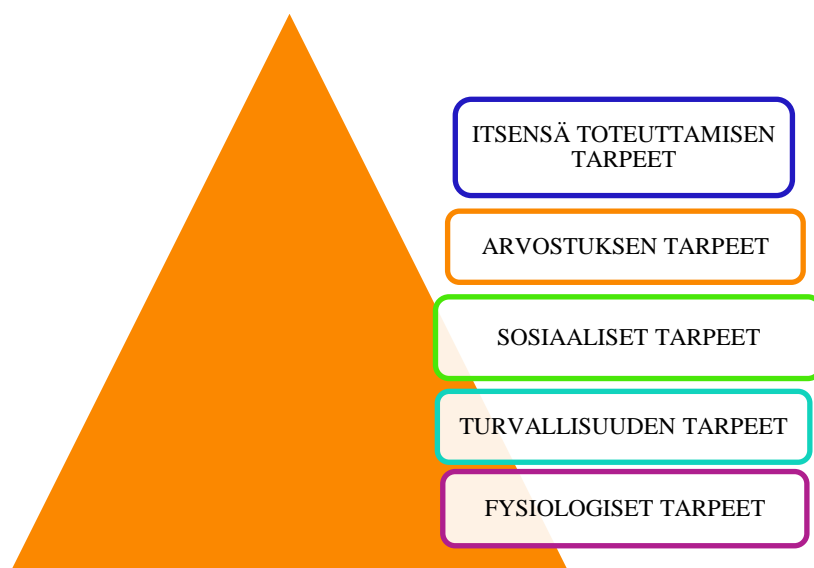 ITSENSÄ TOTEUTTAMISEN
TARPEET
ARVOSTUKSEN TARPEET
SOSIAALISET TARPEET
TURVALLISUUDEN TARPEET
FYSIOLOGISET TARPEET